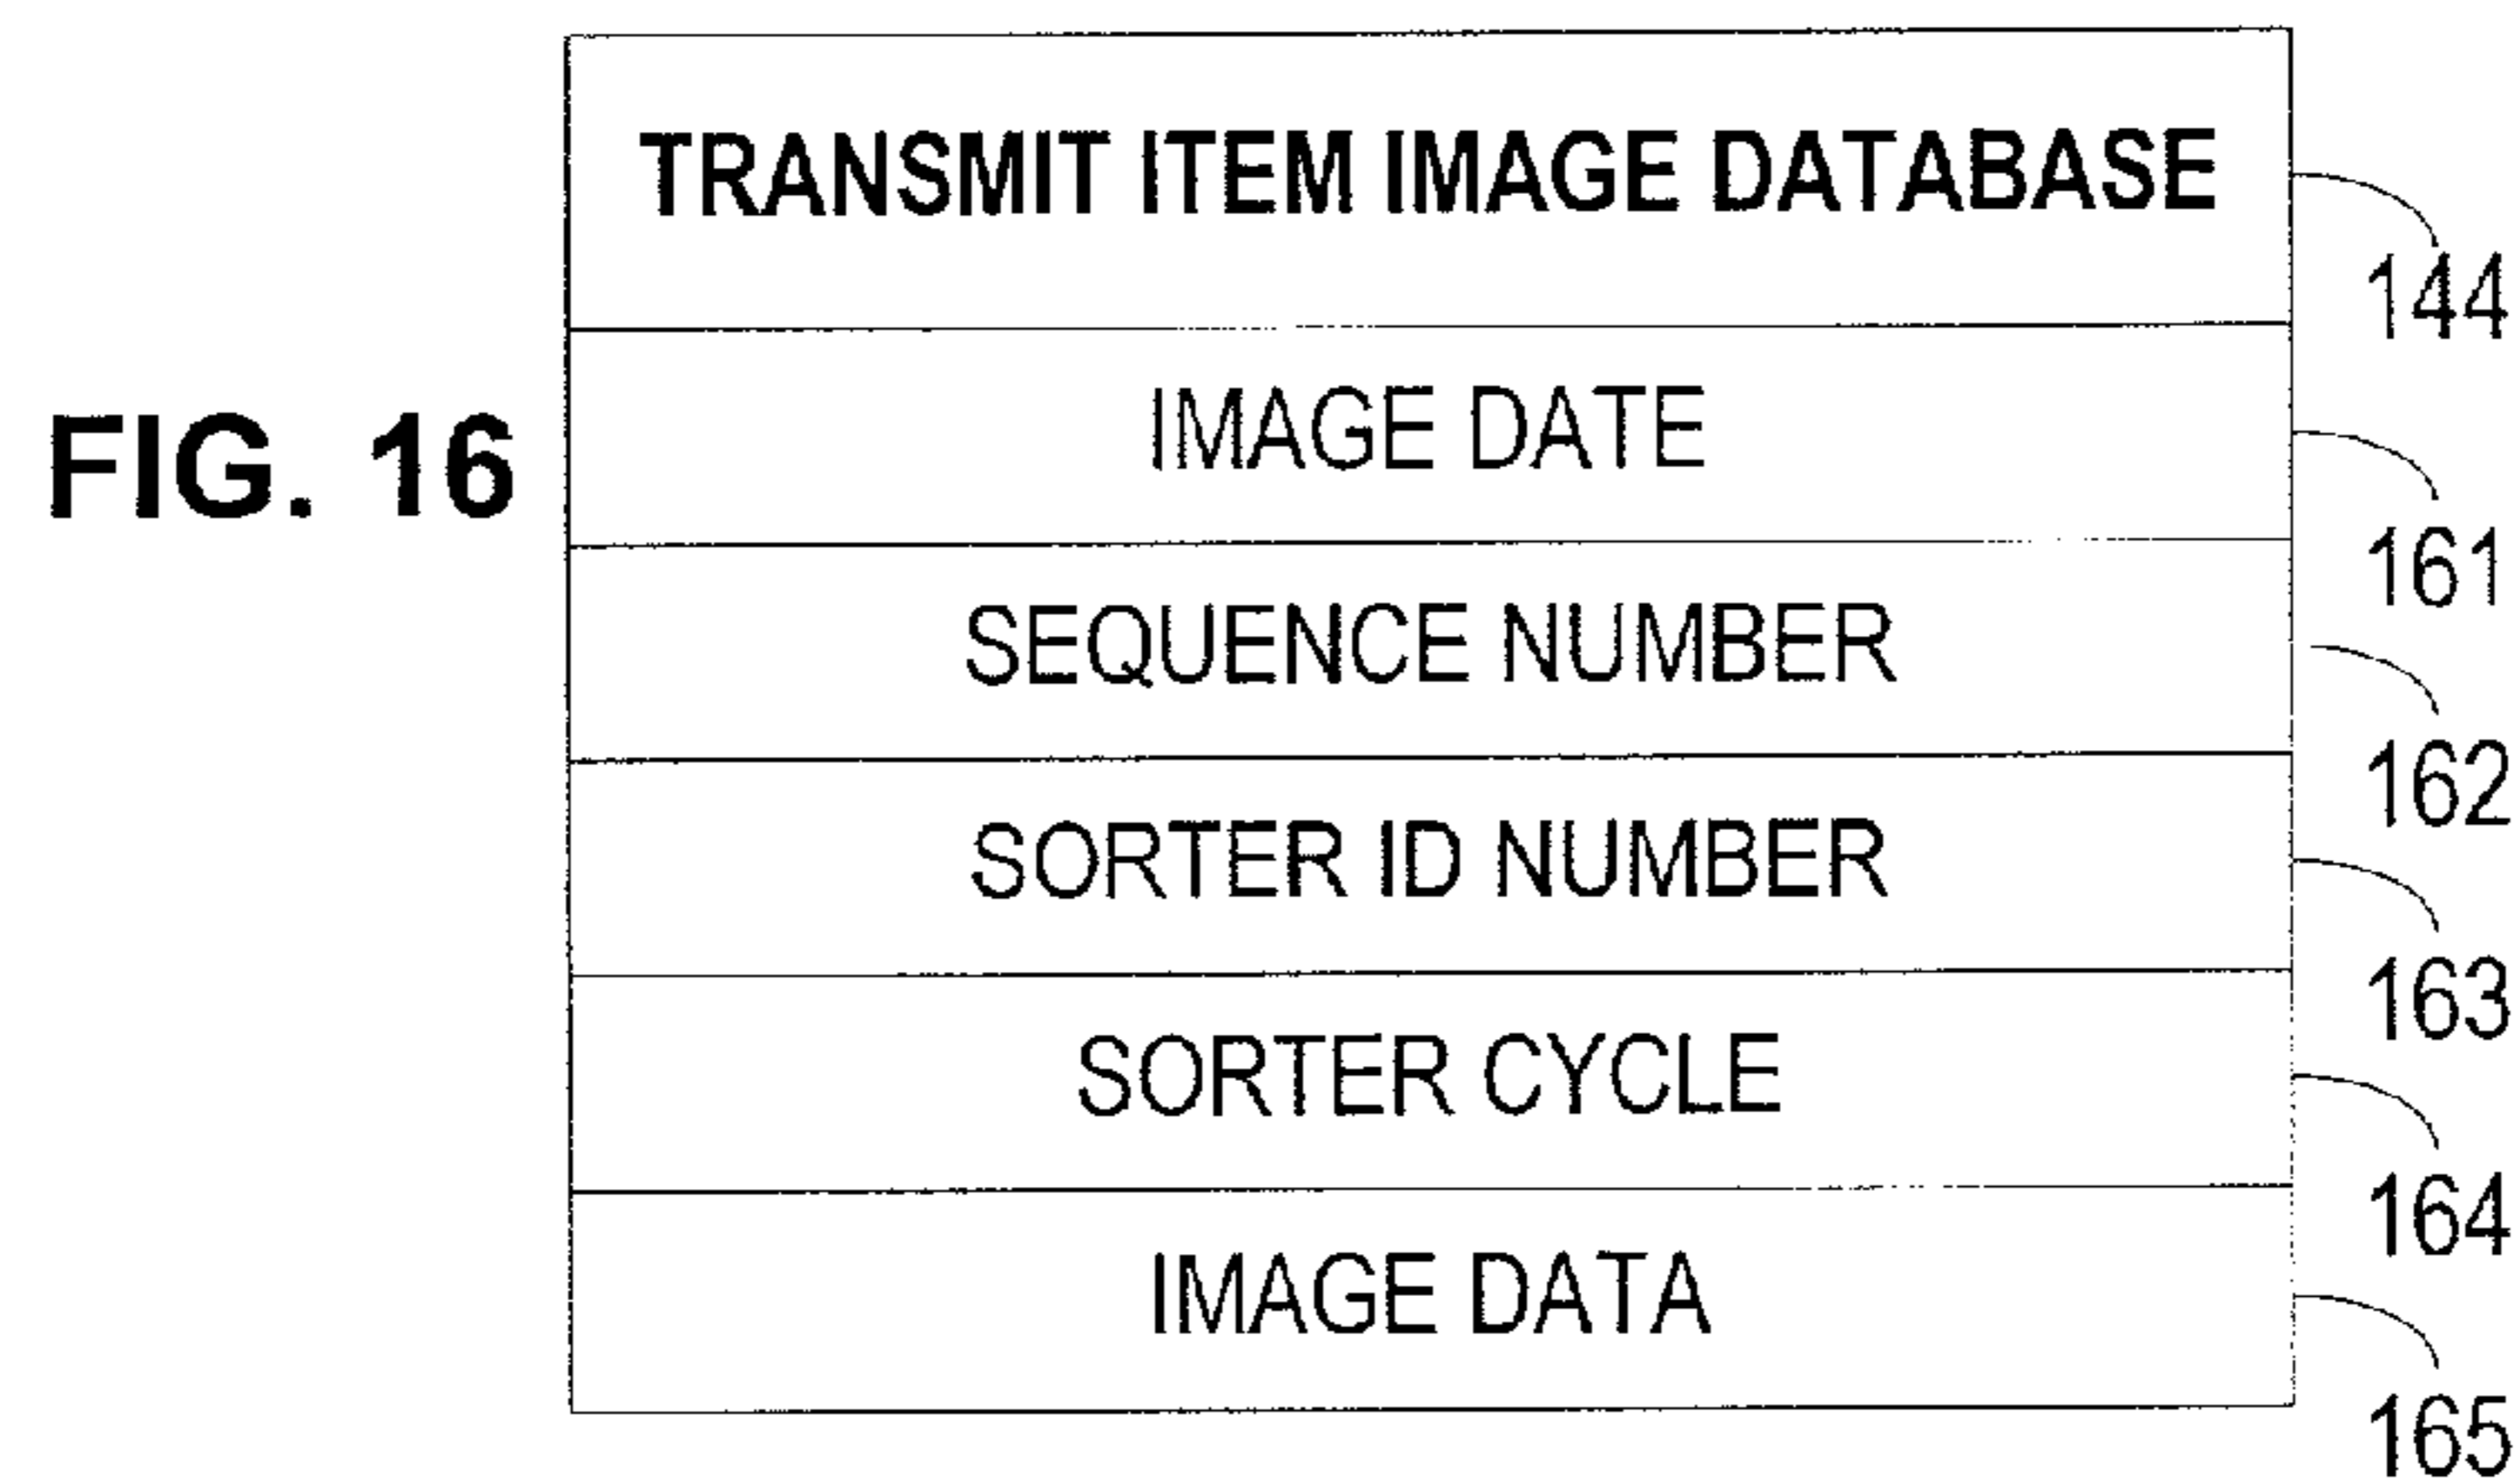 FIG. 16
TRANSMIT ITEM IMAGE DATABASE
144
IMAGE DATE
161
SEQUENCE NUMBER
162
SORTER ID NUMBER
163
SORTER CYCLE
164
IMAGE DATA
165